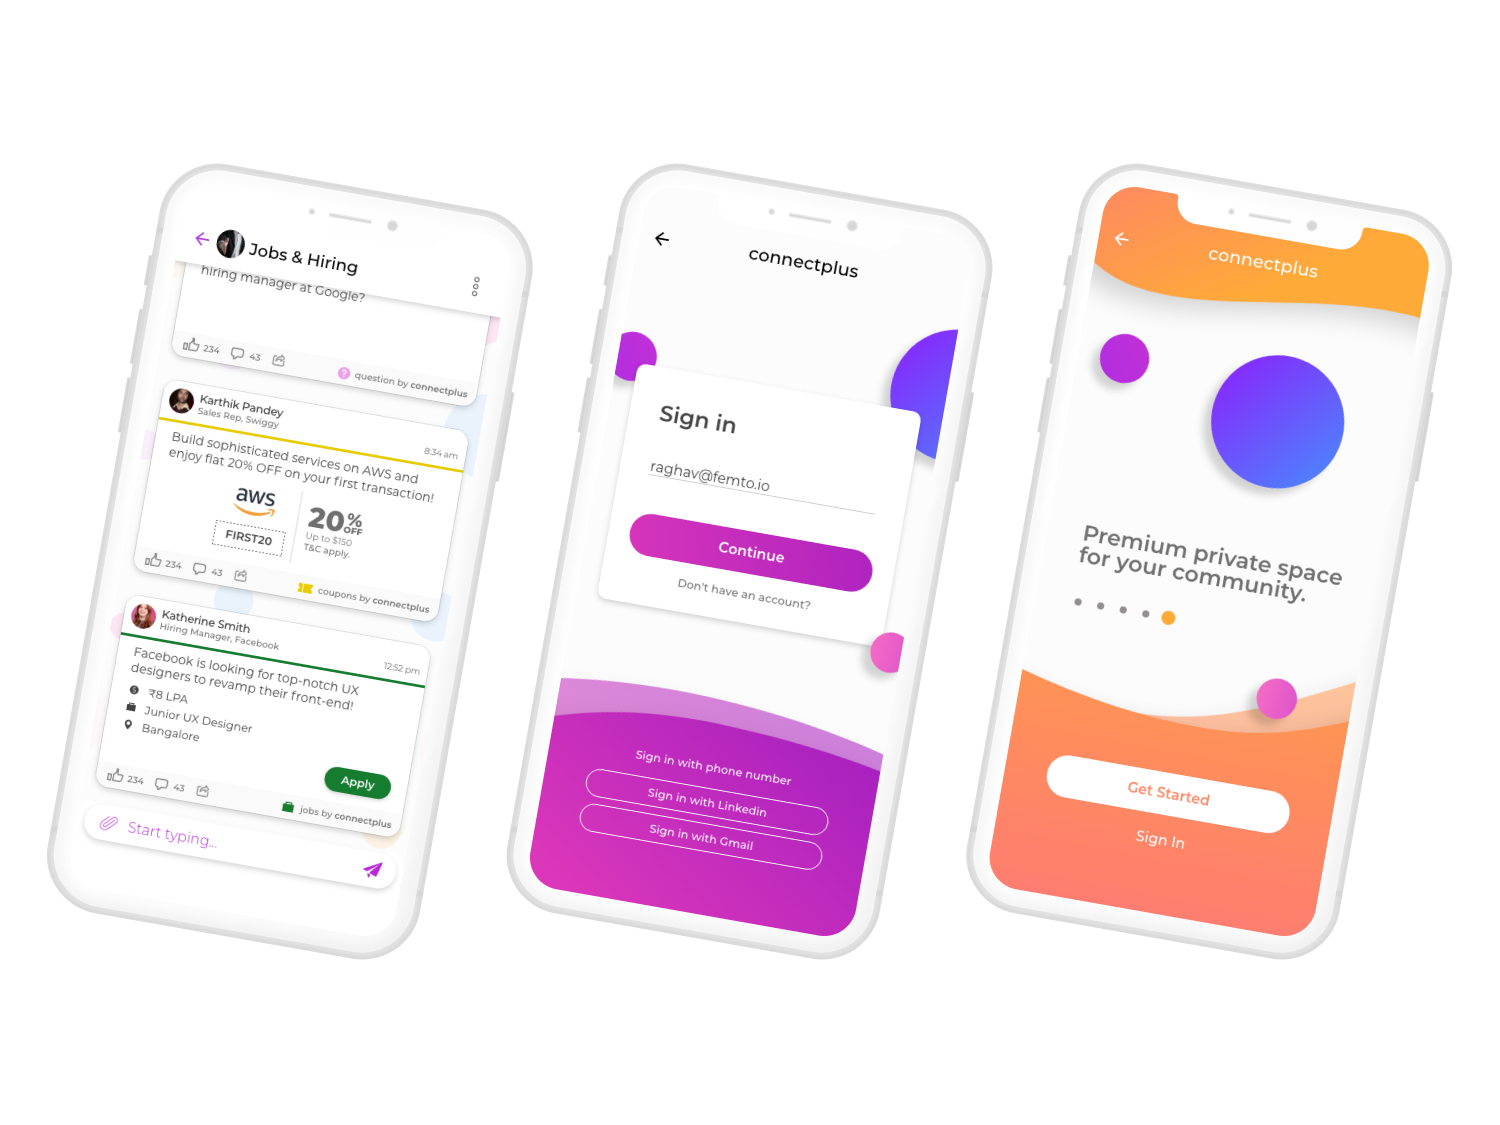 Jobs & Hiring
hiring manager at Google?
234
43
question by connectplus
Karthik Pandey
Sales Rep, Swiggy
8:34 am
Build sophisticated services on AWS and
enjoy flat 20% OFF on your first transaction!
aws
FIRST20
20% OFF
Up to $150
T&C apply.
234
43
coupons by connectplus
Katherine Smith
Hiring Manager, Facebook
12:52 pm
Facebook is looking for top-notch UX
designers to revamp their front-end!
₹8 LPA
Junior UX Designer
Bangalore
Apply
234
43
jobs by connectplus
Start typing...
connectplus
Sign in
raghav@femto.io
Continue
Don't have an account?
Sign in with phone number
Sign in with Linkedin
Sign in with Gmail
connectplus
Premium private space
for your community.
Get Started
Sign In